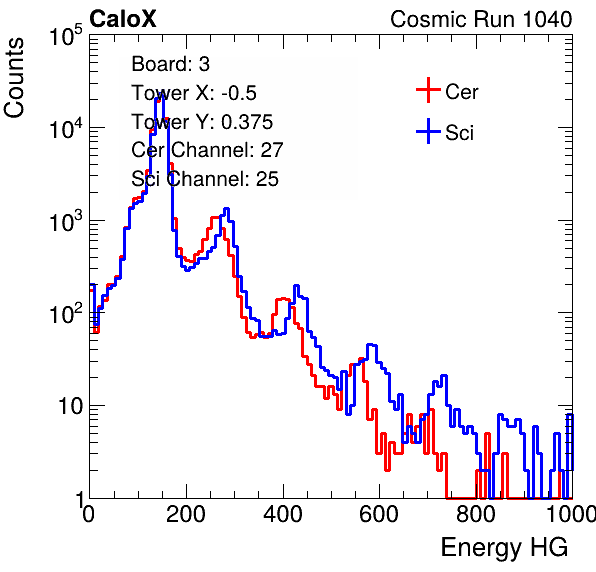 CaloX Cosmic Run 1040
Counts
Board: 3
Tower X: -0.5
Tower Y: 0.375
Cer Channel: 27
Sci Channel: 25
Cer
Sci
10^5
10^4
10^3
10^2
10
1
0 200 400 600 800 1000
Energy HG